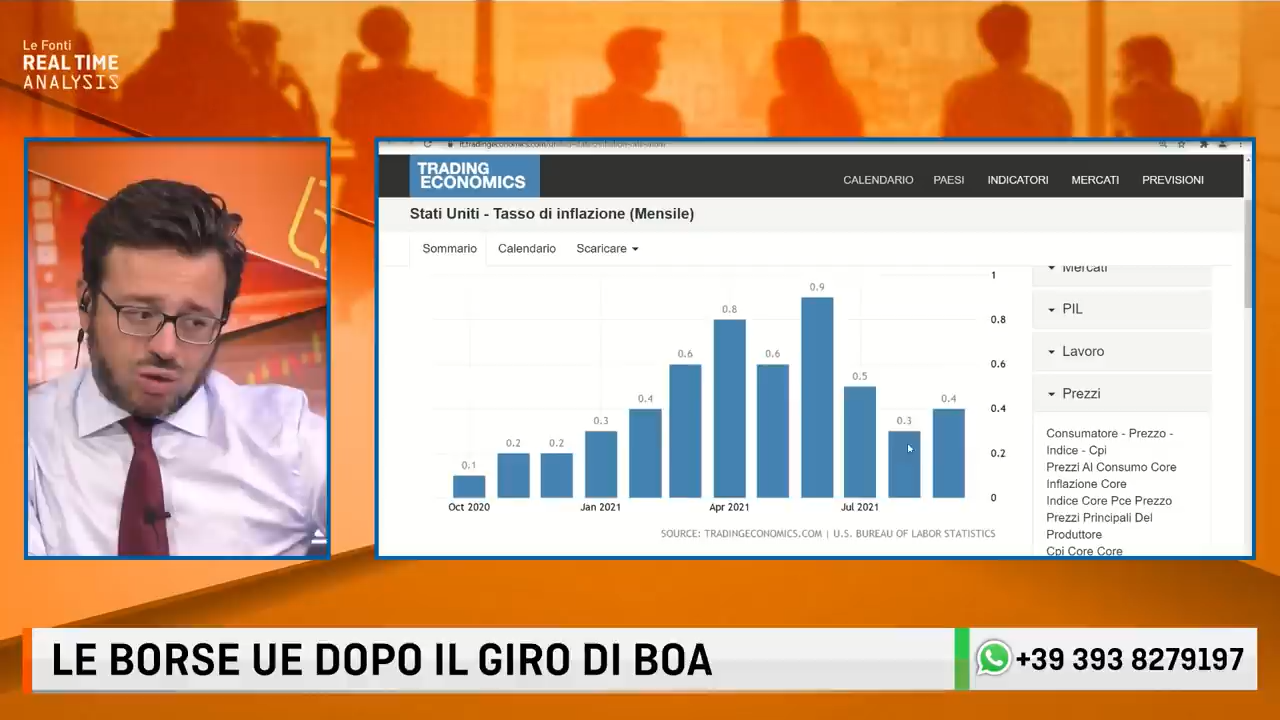 Le Fonti
REAL TIME
ANALYSIS
TRADING
ECONOMICS
CALENDARIO PAESI INDICATORI MERCATI PREVISIONI
Stati Uniti - Tasso di inflazione (Mensile)
Sommario Calendario Scaricare
Mercati
PIL
Lavoro
Prezzi
Consumatore - Prezzo -
Indice - Cpi
Prezzi Al Consumo Core
Inflazione Core
Indice Core Pce Prezzo
Prezzi Principali Del
Produttore
Cpi Core Core
0.1 0.2 0.2 0.3 0.4 0.6 0.8 0.6 0.9 0.5 0.3 0.4
1
0.8
0.6
0.4
0.2
0
Oct 2020 Jan 2021 Apr 2021 Jul 2021
SOURCE: TRADINGECONOMICS.COM | U.S. BUREAU OF LABOR STATISTICS
LE BORSE UE DOPO IL GIRO DI BOA
+39 393 8279197